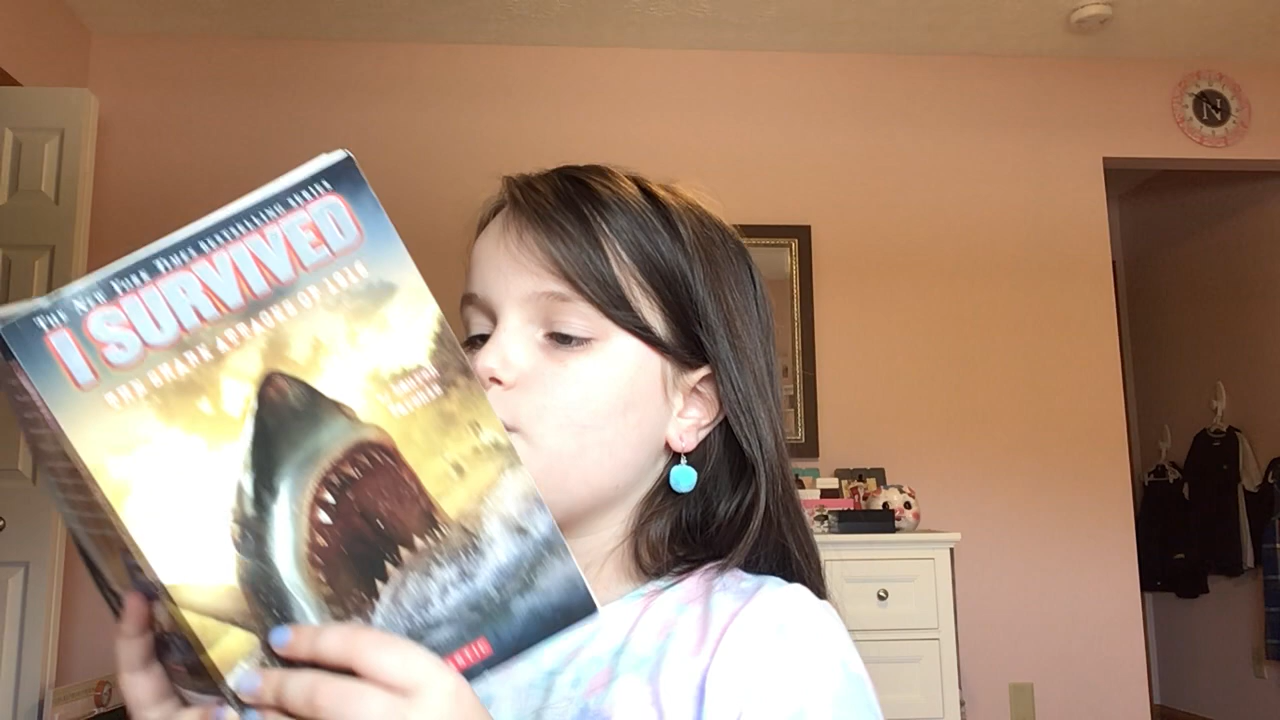 THE NEW YORK TIMES BESTSELLING SERIES
I SURVIVED
THE SHARK ATTACKS OF 1916
N